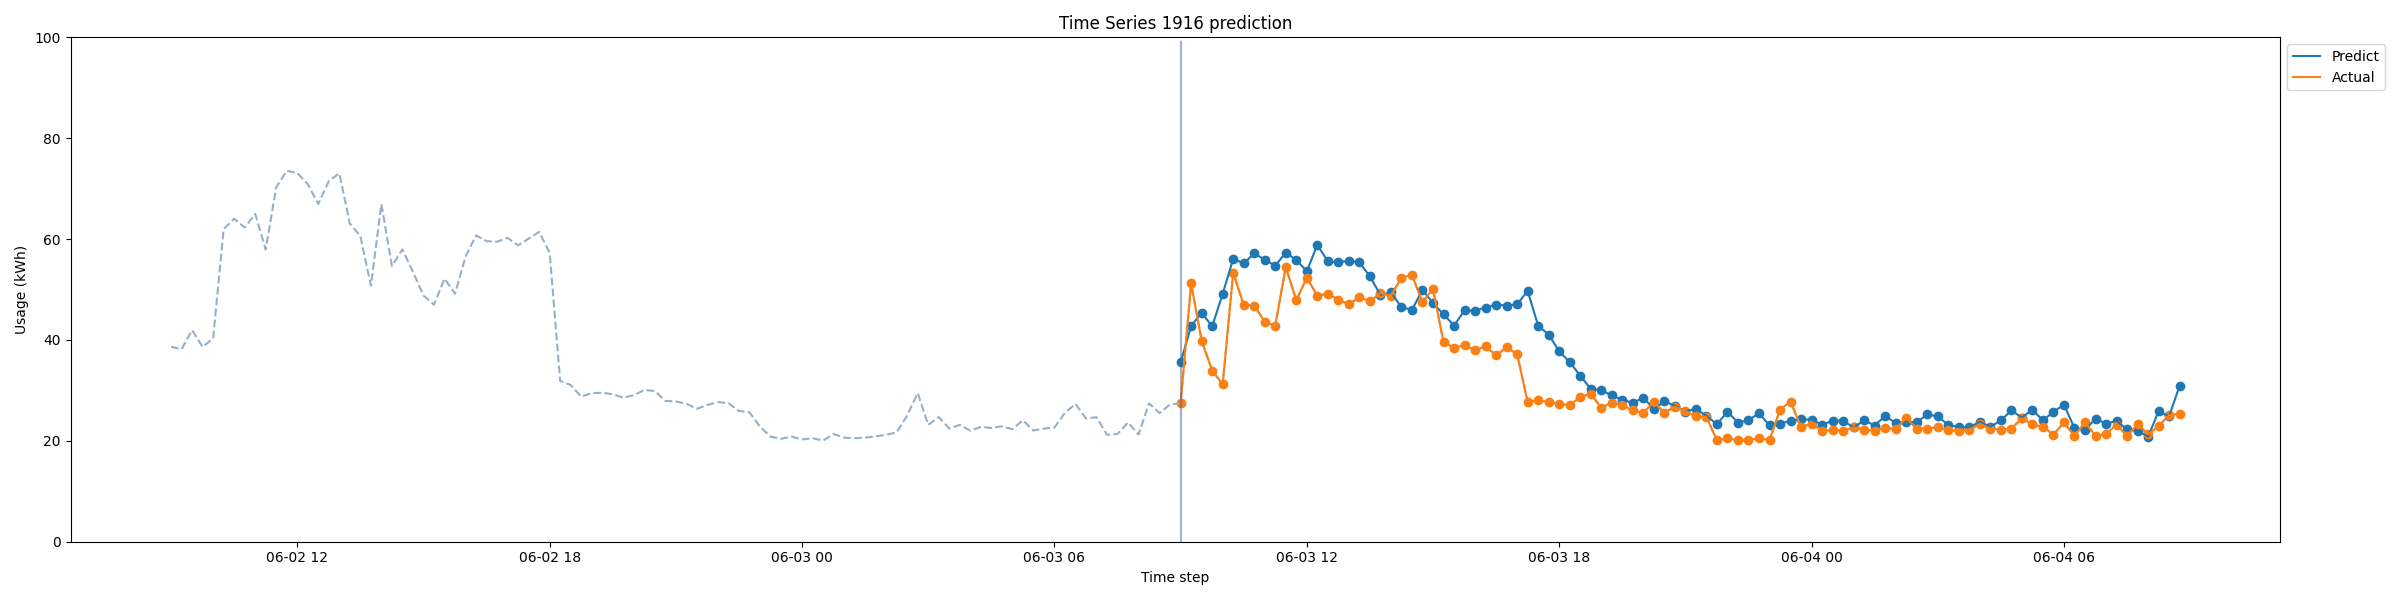 Time Series 1916 prediction
100
80
60
40
20
0
Usage (kWh)
06-02 12
06-02 18
06-03 00
06-03 06
06-03 12
06-03 18
06-04 00
06-04 06
Time step
Predict
Actual